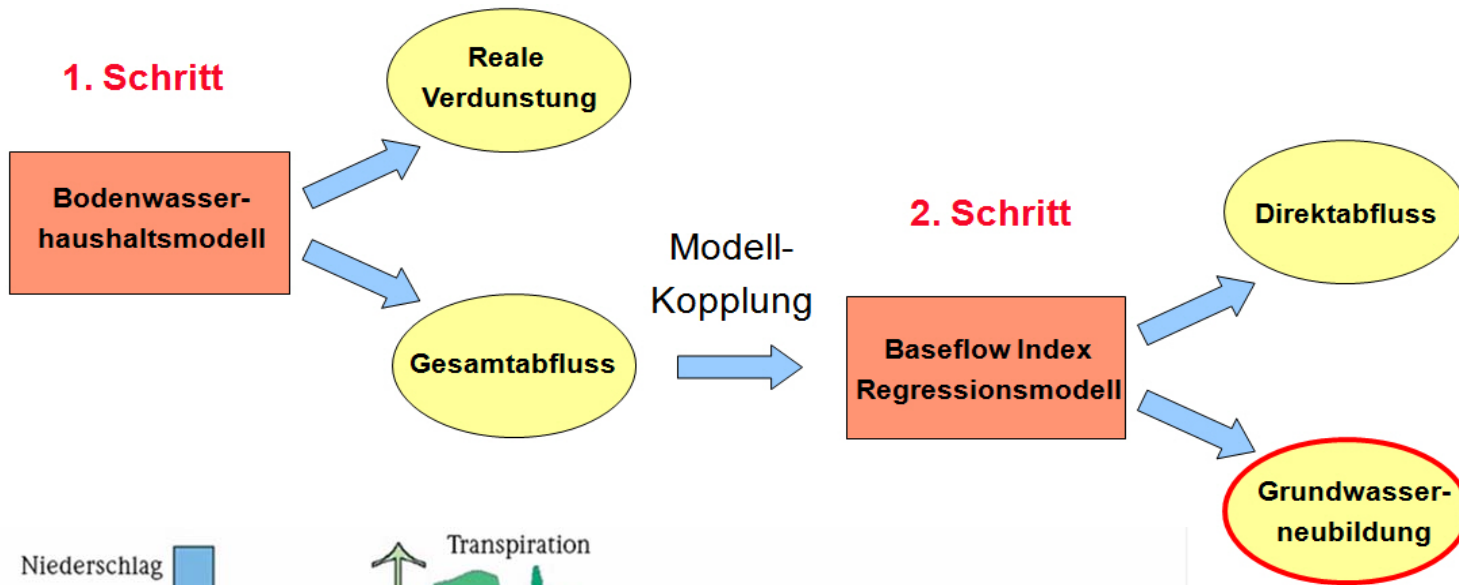 1. Schritt
Reale
Verdunstung
Bodenwasser-
haushaltsmodell
Gesamtabfluss
Modell-
Kopplung
2. Schritt
Baseflow Index
Regressionsmodell
Direktabfluss
Grundwasser-
neubildung
Niederschlag
Transpiration